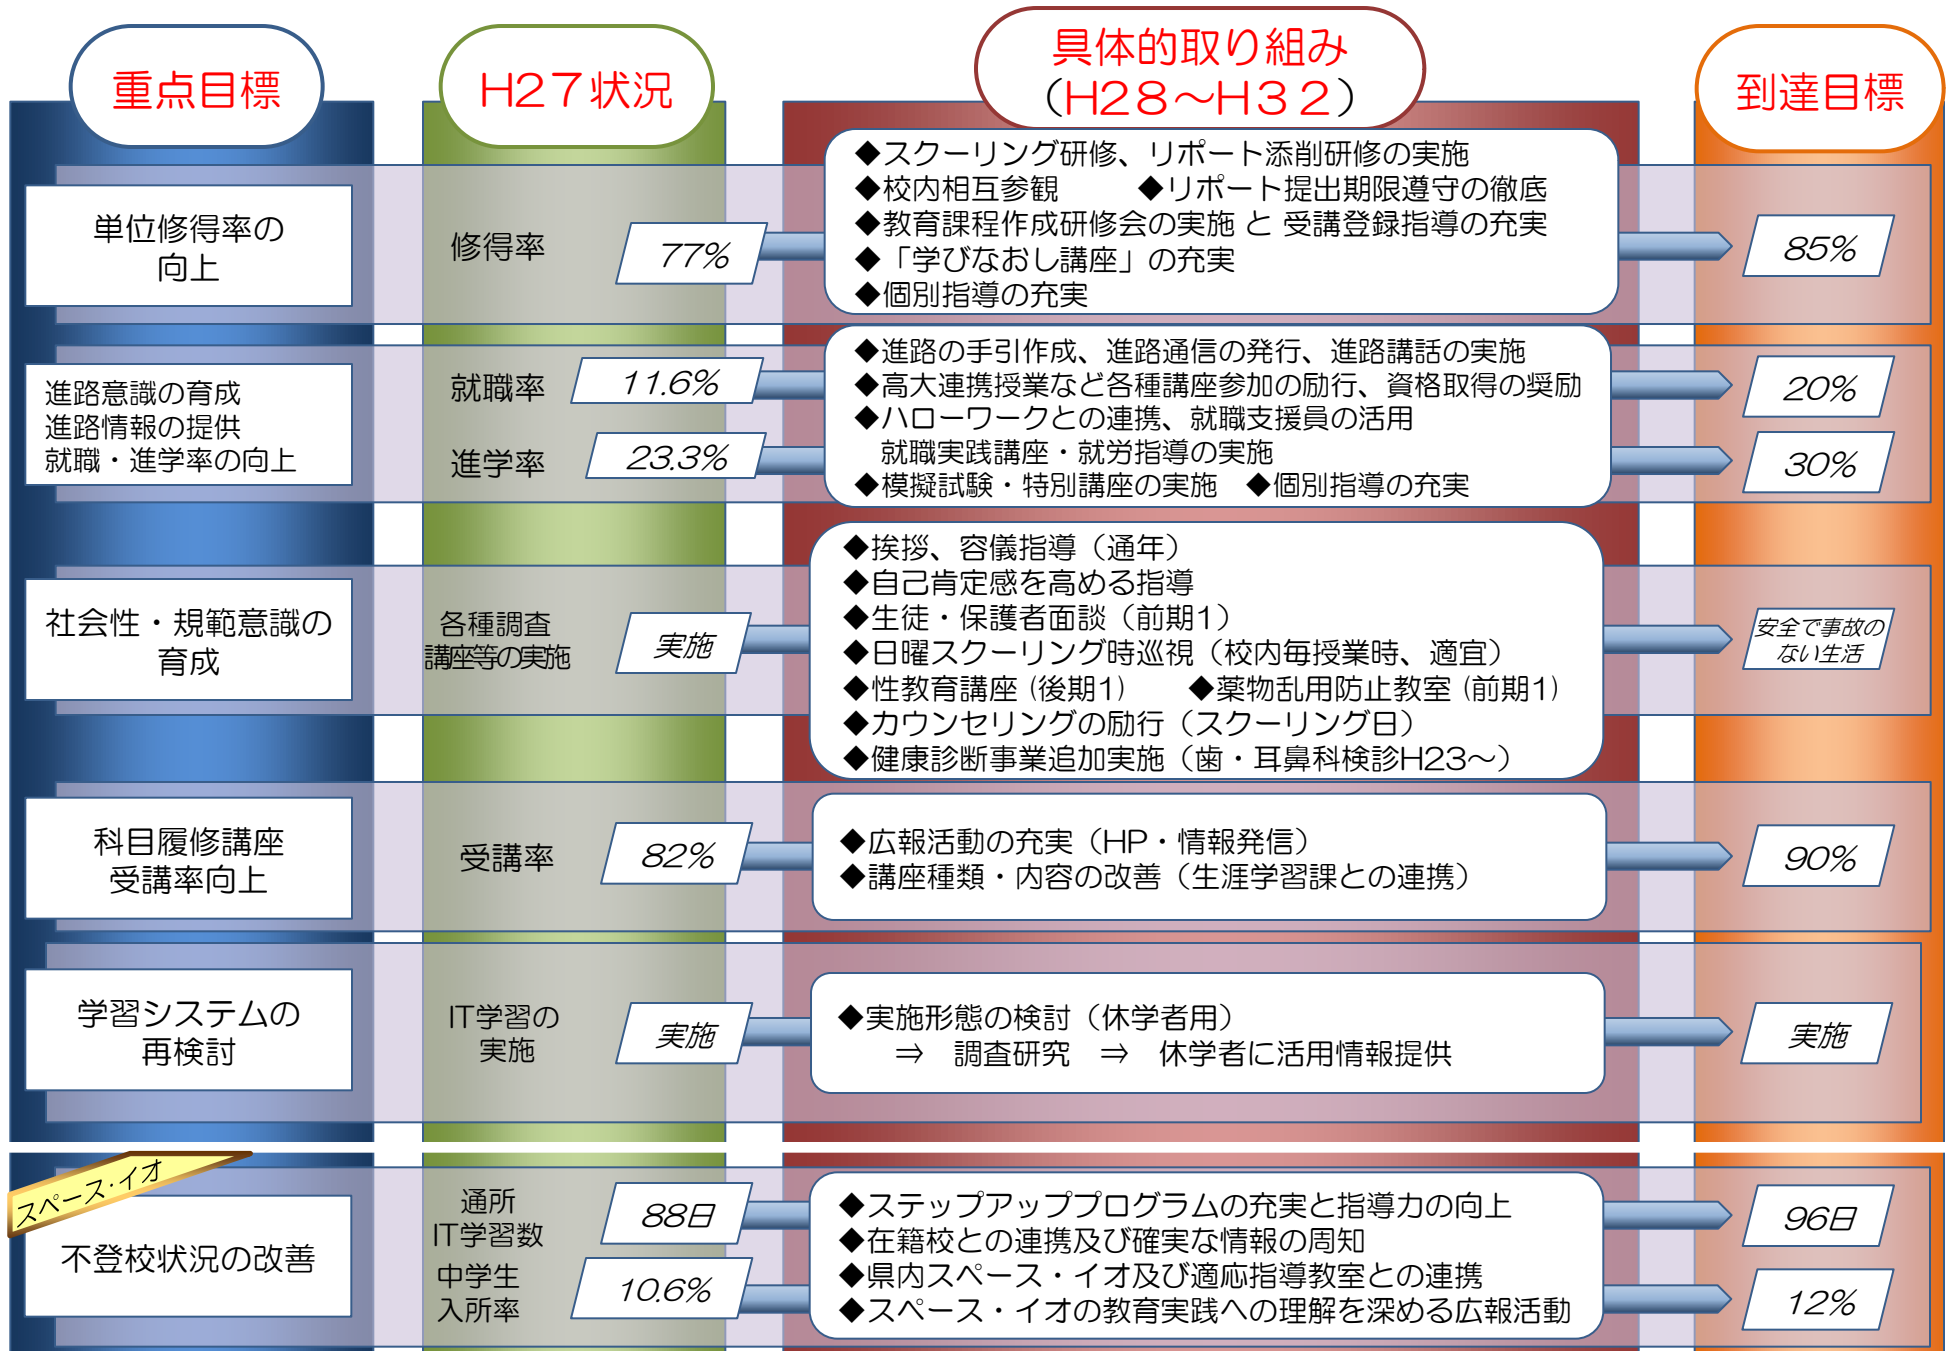 重点目標
H27状況
具体的取り組み
（H28～H32）
到達目標
単位修得率の
向上
修得率
77%
◆スクーリング研修、リポート添削研修の実施
◆校内相互参観　　◆リポート提出期限遵守の徹底
◆教育課程作成研修会の実施 と 受講登録指導の充実
◆「学びなおし講座」の充実
◆個別指導の充実
85%
進路意識の育成
進路情報の提供
就職・進学率の向上
就職率
11.6%
進学率
23.3%
◆進路の手引作成、進路通信の発行、進路講話の実施
◆高大連携授業など各種講座参加の励行、資格取得の奨励
◆ハローワークとの連携、就職支援員の活用
就職実践講座・就労指導の実施
◆模擬試験・特別講座の実施　◆個別指導の充実
20%
30%
社会性・規範意識の
育成
各種調査
講座等の実施
実施
◆挨拶、容儀指導（通年）
◆自己肯定感を高める指導
◆生徒・保護者面談（前期1）
◆日曜スクーリング時巡視（校内毎授業時、適宜）
◆性教育講座（後期1）　　◆薬物乱用防止教室（前期1）
◆カウンセリングの励行（スクーリング日）
◆健康診断事業追加実施（歯・耳鼻科検診H23～）
安全で事故の
ない生活
科目履修講座
受講率向上
受講率
82%
◆広報活動の充実（HP・情報発信）
◆講座種類・内容の改善（生涯学習課との連携）
90%
学習システムの
再検討
IT学習の
実施
実施
◆実施形態の検討（休学者用）
⇒　調査研究　⇒　休学者に活用情報提供
実施
スペース・イオ
不登校状況の改善
通所
IT学習数
88日
中学生
入所率
10.6%
◆ステップアッププログラムの充実と指導力の向上
◆在籍校との連携及び確実な情報の周知
◆県内スペース・イオ及び適応指導教室との連携
◆スペース・イオの教育実践への理解を深める広報活動
96日
12%